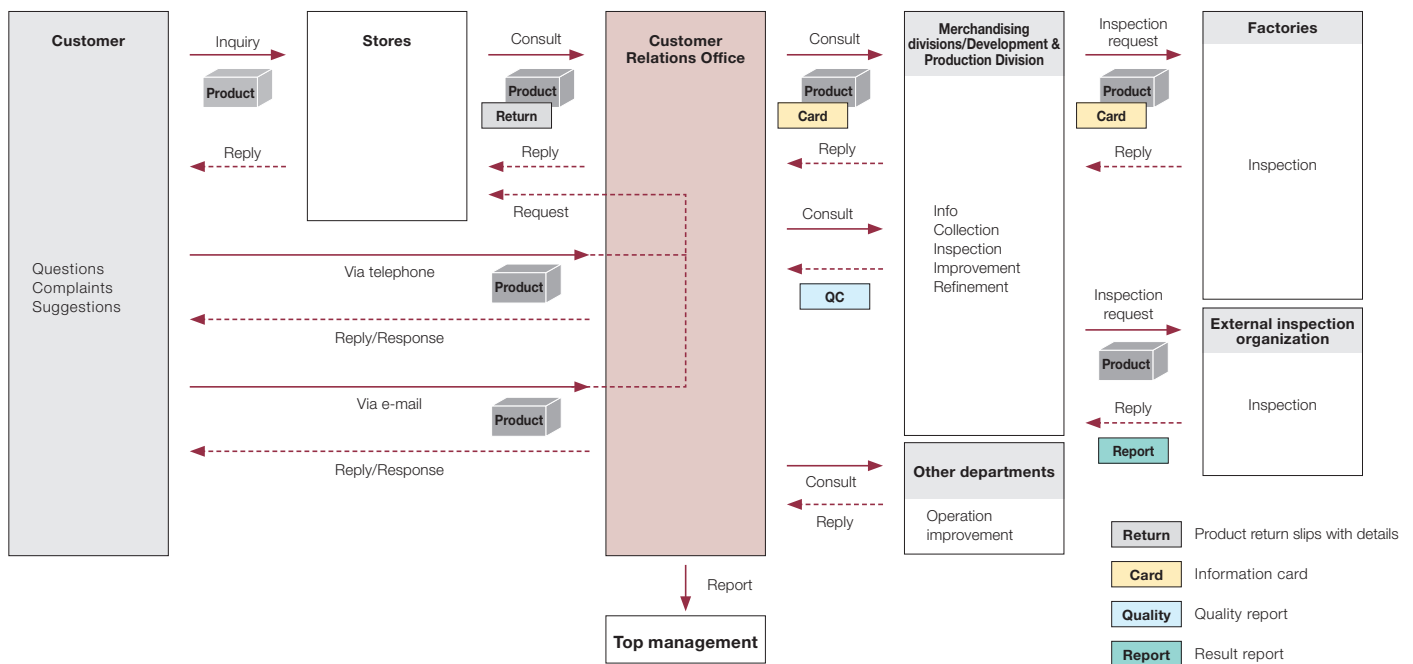 Customer
Questions
Complaints
Suggestions
Inquiry
Product
Reply
Stores
Consult
Product
Return
Reply
Request
Via telephone
Product
Reply/Response
Via e-mail
Product
Reply/Response
Customer
Relations Office
Report
Top management
Consult
Product
Card
Reply
Consult
QC
Consult
Reply
Merchandising
divisions/Development &
Production Division
Info
Collection
Inspection
Improvement
Refinement
Other departments
Operation
improvement
Inspection
request
Product
Card
Reply
Inspection
request
Product
Reply
Report
Factories
Inspection
External inspection
organization
Inspection
Return Product return slips with details
Card Information card
Quality Quality report
Report Result report